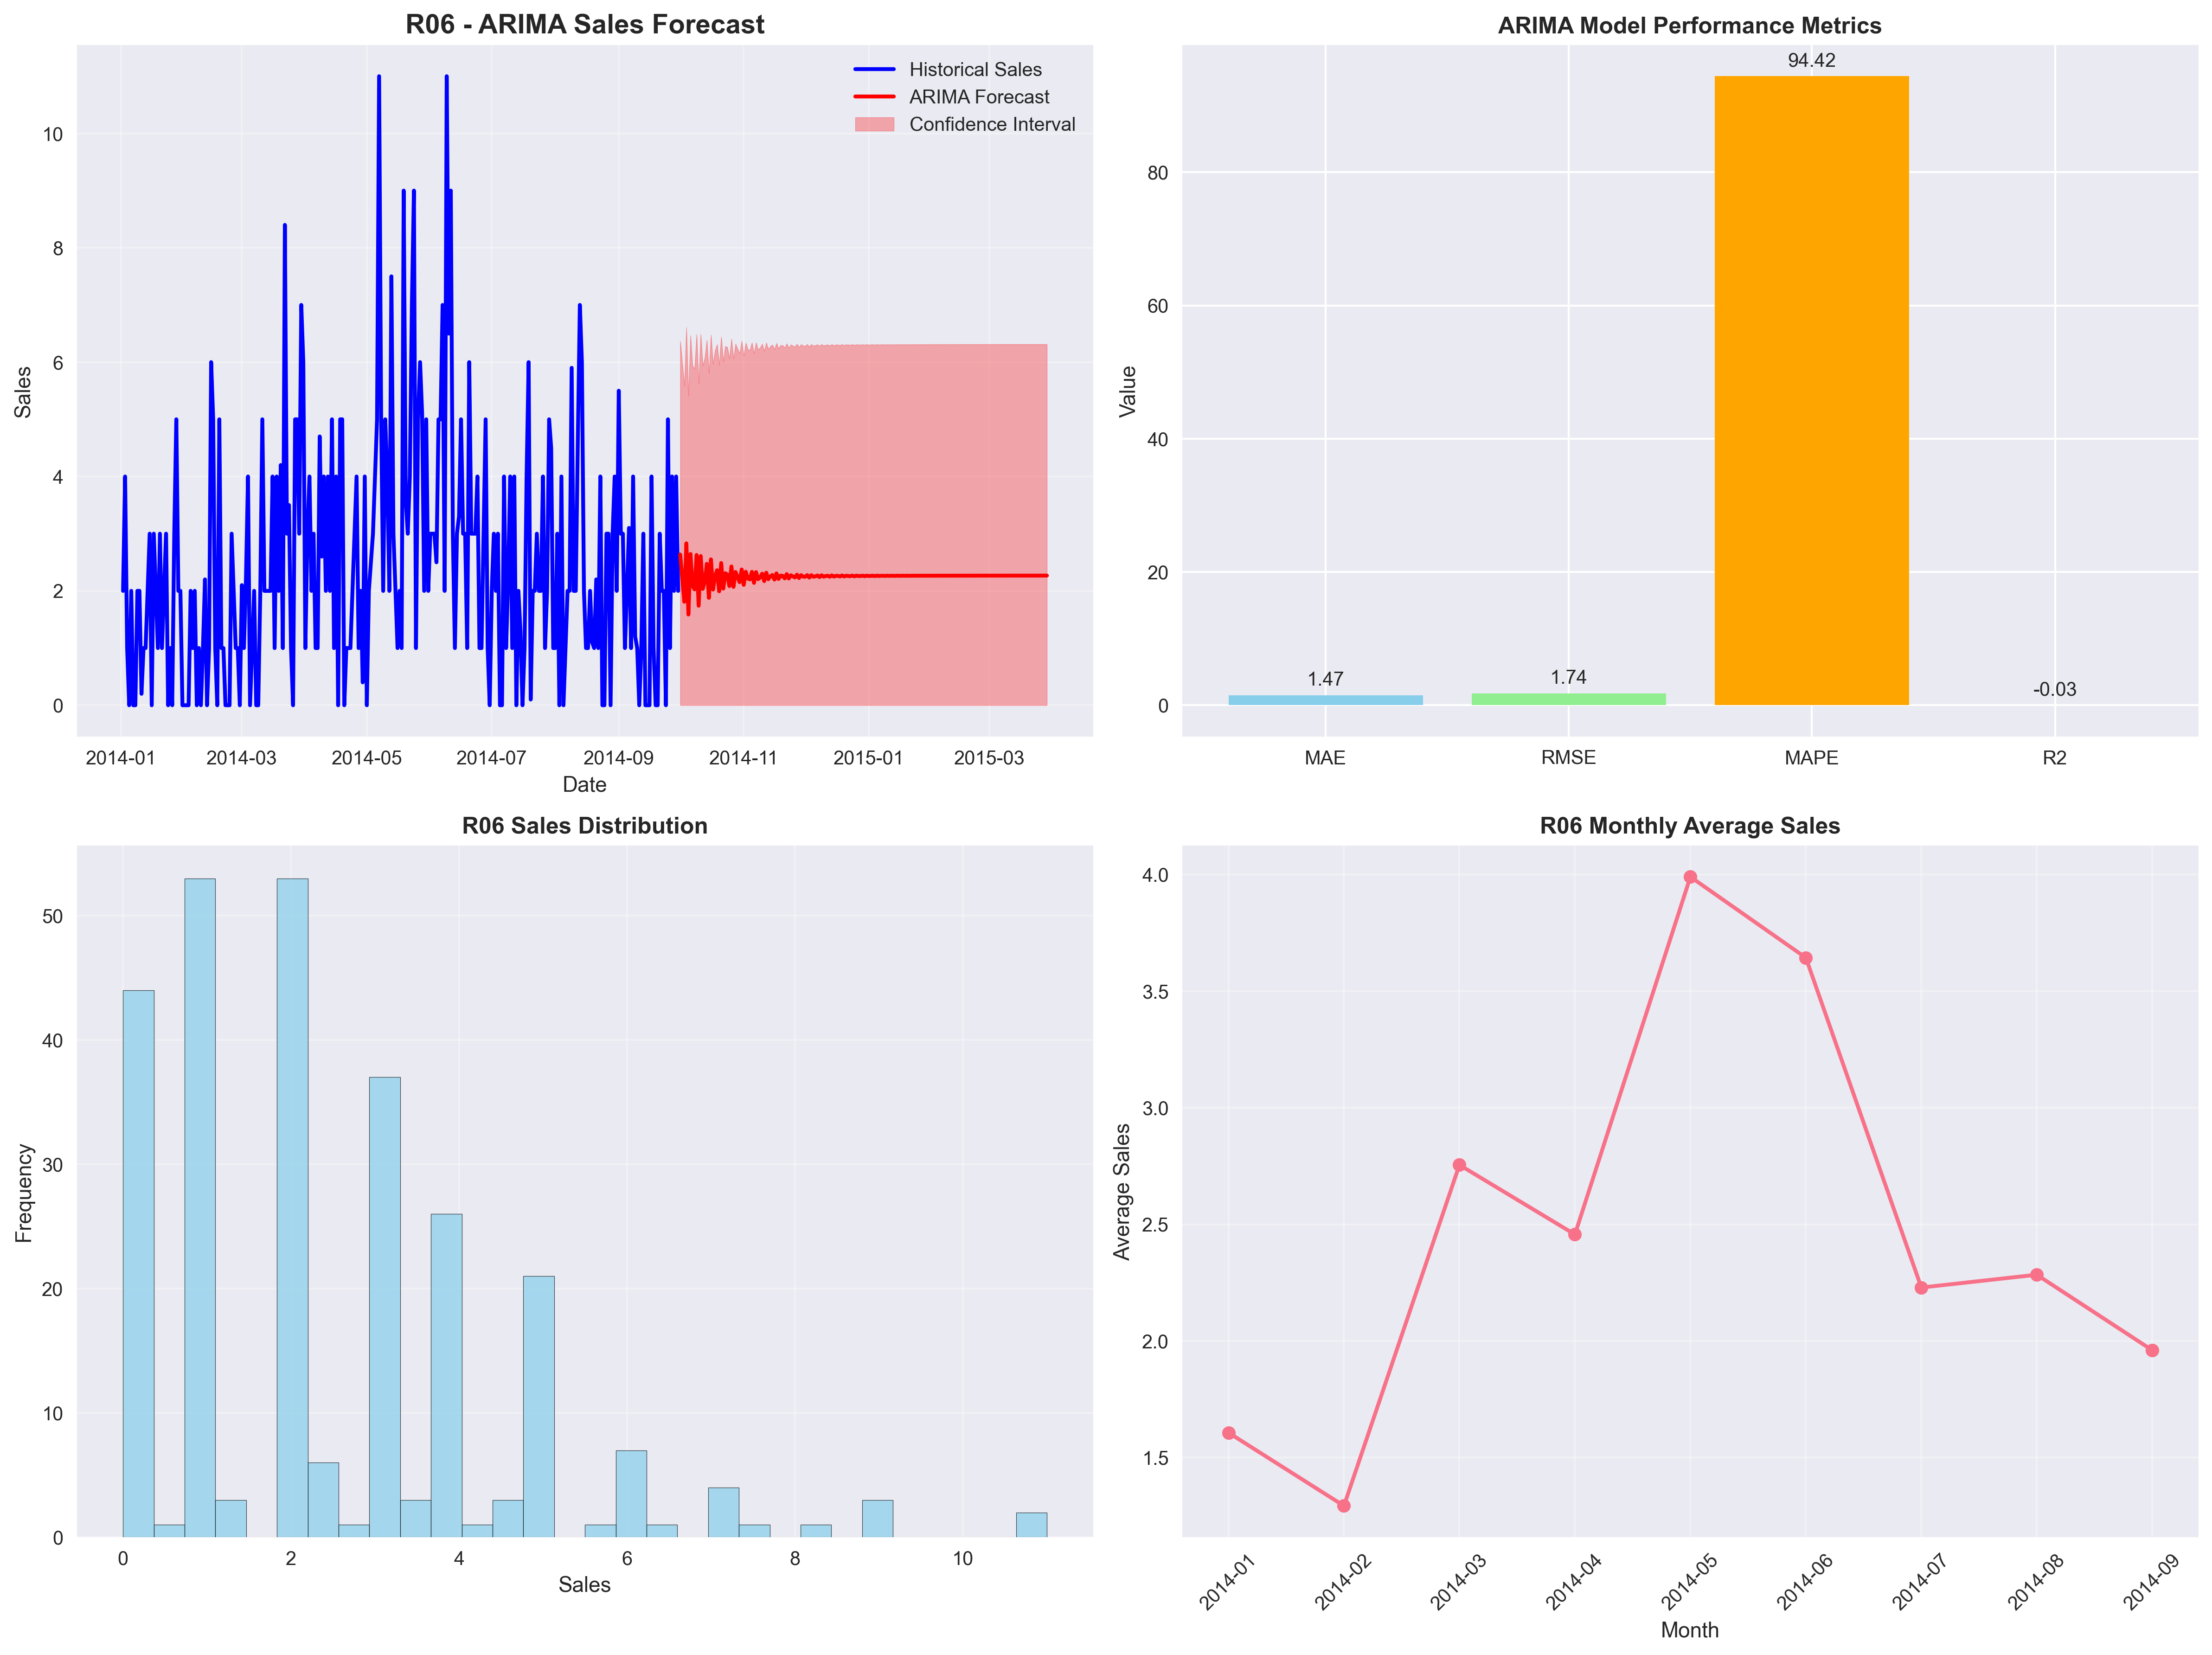 R06 - ARIMA Sales Forecast
Historical Sales
ARIMA Forecast
Confidence Interval
10
8
6
4
2
0
Sales
2014-01 2014-03 2014-05 2014-07 2014-09 2014-11 2015-01 2015-03
Date
ARIMA Model Performance Metrics
94.42
80
60
40
20
0
Value
1.47 1.74 -0.03
MAE RMSE MAPE R2
R06 Sales Distribution
50
40
30
20
10
0
Frequency
0 2 4 6 8 10
Sales
R06 Monthly Average Sales
4.0
3.5
3.0
2.5
2.0
1.5
Average Sales
2014-01 2014-02 2014-03 2014-04 2014-05 2014-06 2014-07 2014-08 2014-09
Month